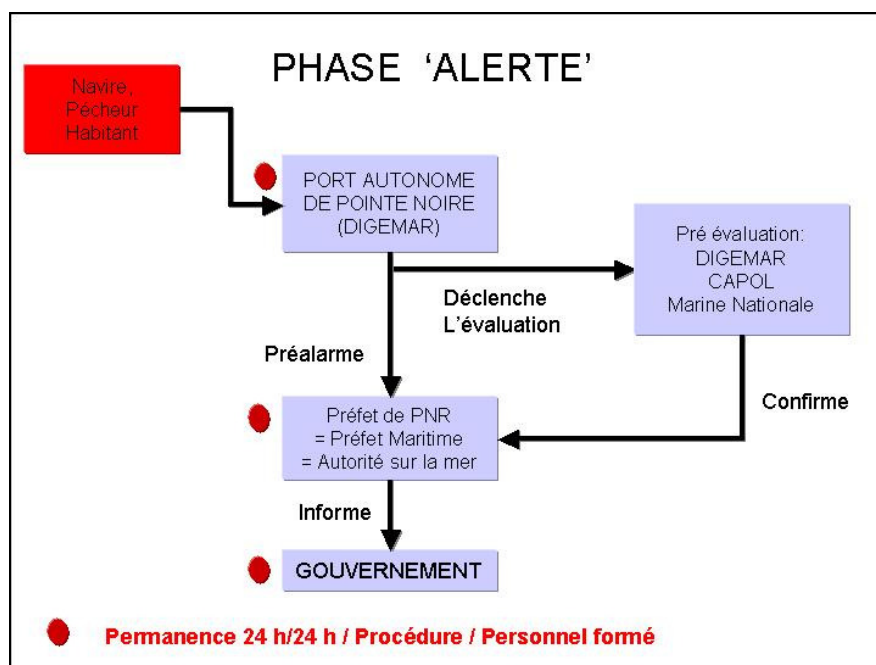 PHASE ‘ALERTE’
Navire,
Pécheur
Habitant
PORT AUTONOME
DE POINTE NOIRE
(DIGEMAR)
Pré évaluation:
DIGEMAR
CAPOL
Marine Nationale
Déclenche
L’évaluation
Préalarme
Préfet de PNR
= Préfet Maritime
= Autorité sur la mer
Confirme
Informe
GOUVERNEMENT
Permanence 24 h/24 h / Procédure / Personnel formé